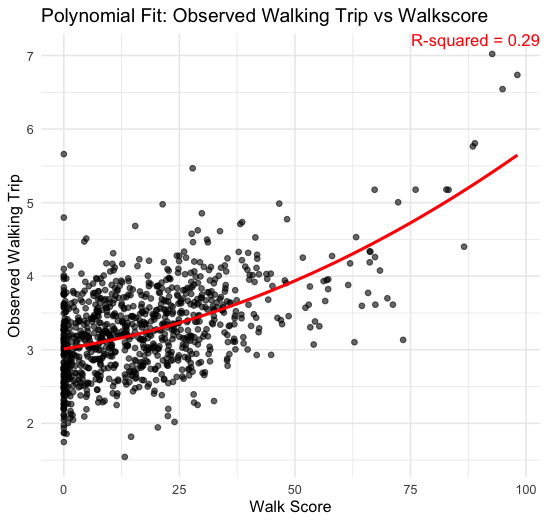 Polynomial Fit: Observed Walking Trip vs Walkscore
R-squared = 0.29
7
6
5
4
3
2
Observed Walking Trip
0 25 50 75 100
Walk Score